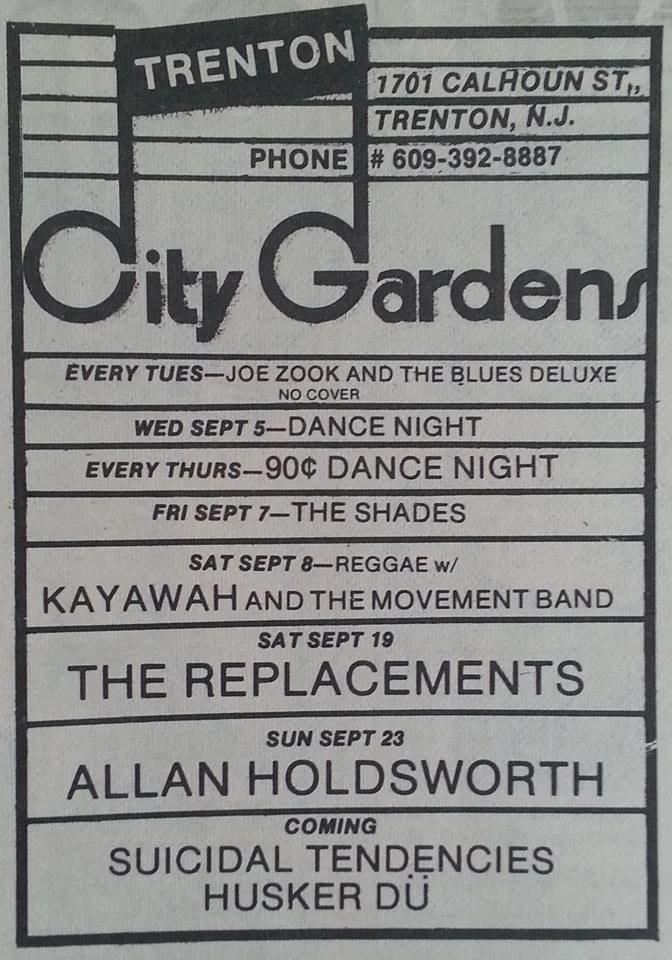 TRENTON
1701 CALHOUN ST,,
TRENTON, N.J.
PHONE # 609-392-8887
City Gardens
EVERY TUES—JOE ZOOK AND THE BLUES DELUXE
NO COVER
WED SEPT 5—DANCE NIGHT
EVERY THURS—90¢ DANCE NIGHT
FRI SEPT 7—THE SHADES
SAT SEPT 8—REGGAE w/
KAYAWAH AND THE MOVEMENT BAND
SAT SEPT 19
THE REPLACEMENTS
SUN SEPT 23
ALLAN HOLDSWORTH
COMING
SUICIDAL TENDENCIES
HUSKER DÜ